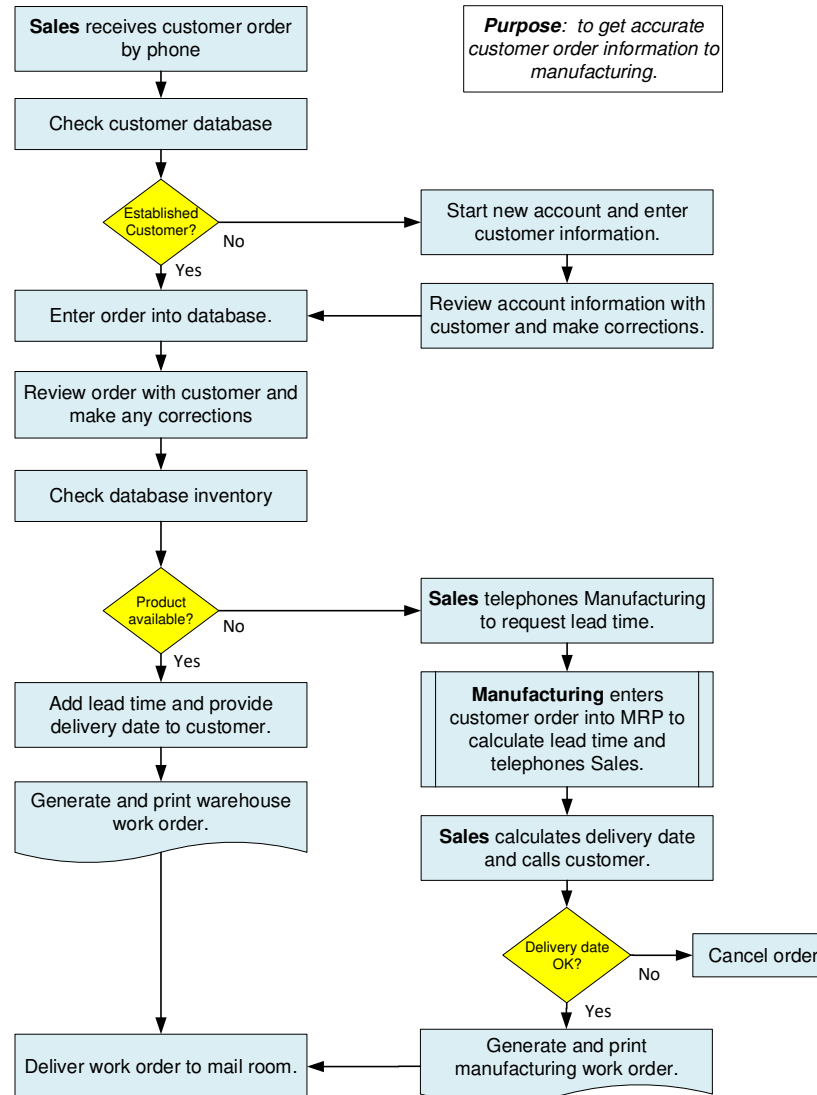 Sales receives customer order
by phone
Purpose: to get accurate
customer order information to
manufacturing.
Check customer database
Established
Customer?
No
Yes
Start new account and enter
customer information.
Review account information with
customer and make corrections.
Enter order into database.
Review order with customer and
make any corrections
Check database inventory
Product
available?
No
Yes
Sales telephones Manufacturing
to request lead time.
Add lead time and provide
delivery date to customer.
Manufacturing enters
customer order into MRP to
calculate lead time and
telephones Sales.
Generate and print warehouse
work order.
Sales calculates delivery date
and calls customer.
Delivery date
OK?
No
Cancel order
Yes
Generate and print
manufacturing work order.
Deliver work order to mail room.